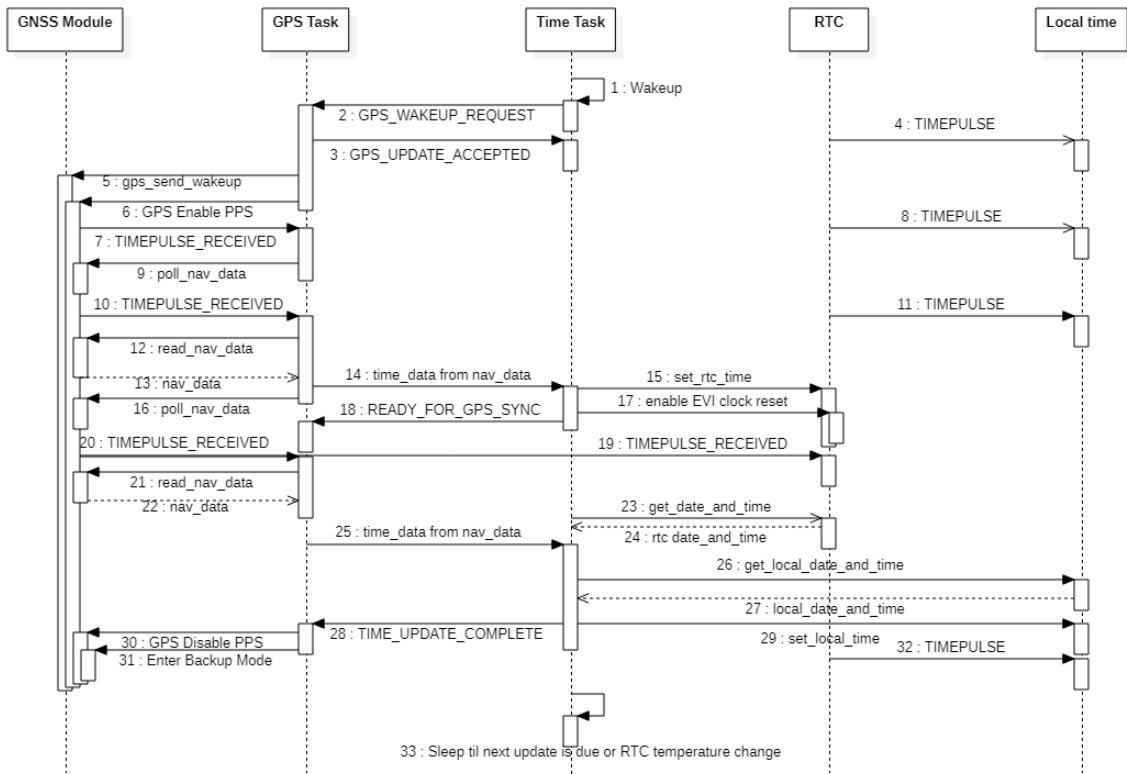 GNSS Module
GPS Task
Time Task
RTC
Local time
1 : Wakeup
2 : GPS_WAKEUP_REQUEST
4 : TIMEPULSE
3 : GPS_UPDATE_ACCEPTED
5 : gps_send_wakeup
6 : GPS Enable PPS
8 : TIMEPULSE
7 : TIMEPULSE_RECEIVED
9 : poll_nav_data
10 : TIMEPULSE_RECEIVED
11 : TIMEPULSE
12 : read_nav_data
13 : nav_data
14 : time_data from nav_data
15 : set_rtc_time
16 : poll_nav_data
18 : READY_FOR_GPS_SYNC
17 : enable EVI clock reset
20 : TIMEPULSE_RECEIVED
19 : TIMEPULSE_RECEIVED
21 : read_nav_data
22 : nav_data
23 : get_date_and_time
25 : time_data from nav_data
24 : rtc date_and_time
26 : get_local_date_and_time
27 : local_date_and_time
28 : TIME_UPDATE_COMPLETE
30 : GPS Disable PPS
29 : set_local_time
31 : Enter Backup Mode
32 : TIMEPULSE
33 : Sleep til next update is due or RTC temperature change